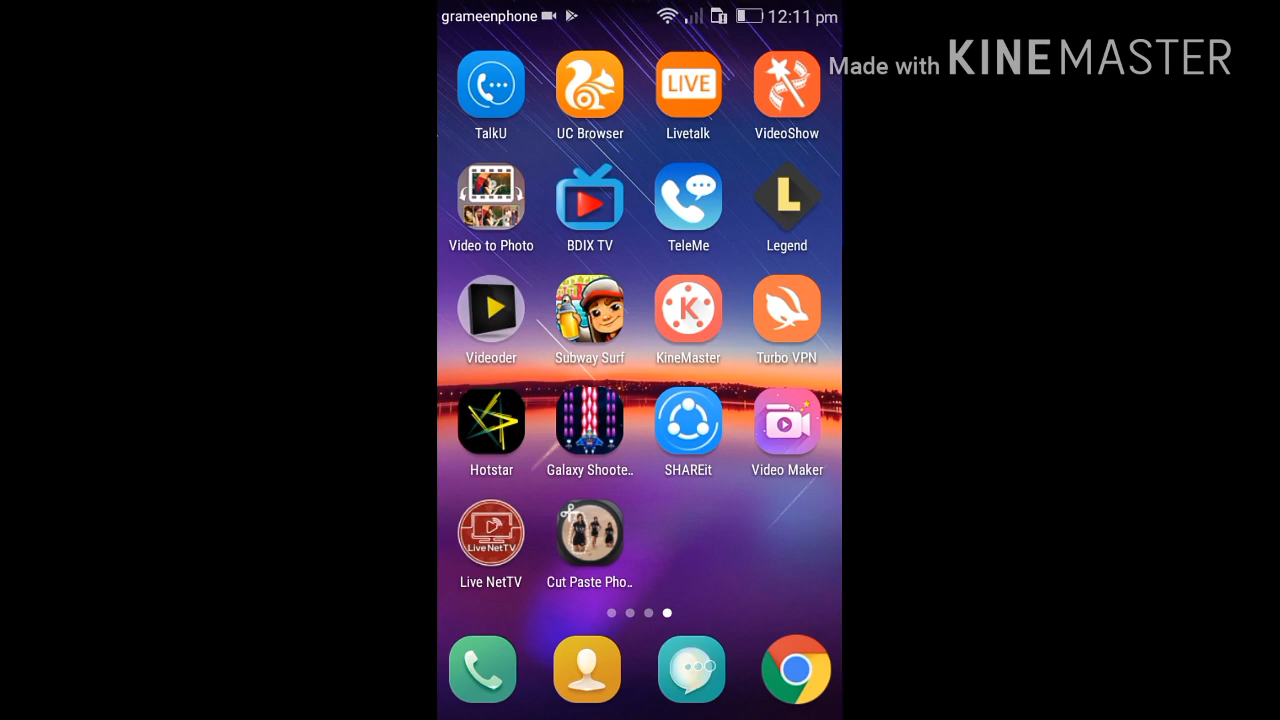 grameenphone 12:11 pm
Made with KINEMASTER
LIVE
TalkU UC Browser Livetalk VideoShow
L
Video to Photo BDIX TV TeleMe Legend
K
Videoder Subway Surf KineMaster Turbo VPN
Hotstar Galaxy Shoote.. SHAREit Video Maker
Live NetTV
Live NetTV Cut Paste Pho..